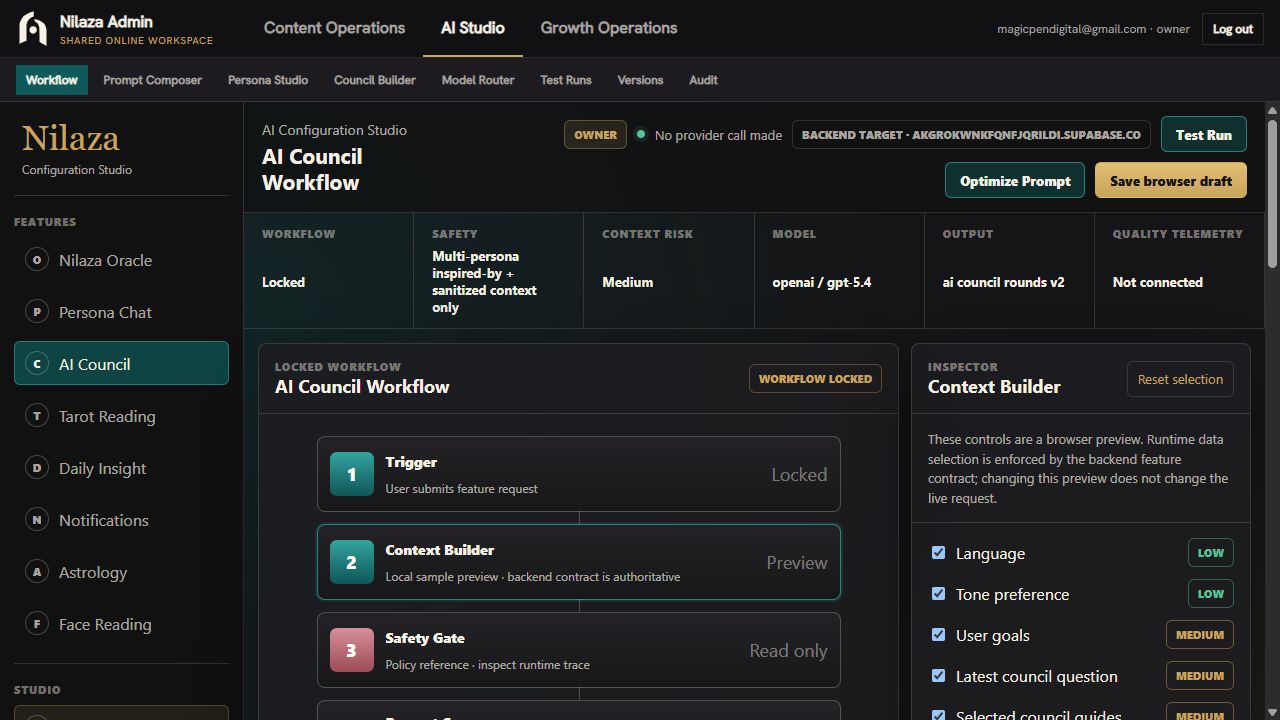 Nilaza Admin
SHARED ONLINE WORKSPACE
Content Operations
AI Studio
Growth Operations
magicpendigital@gmail.com · owner
Log out
Workflow
Prompt Composer
Persona Studio
Council Builder
Model Router
Test Runs
Versions
Audit
Nilaza
Configuration Studio
FEATURES
O Nilaza Oracle
P Persona Chat
C AI Council
T Tarot Reading
D Daily Insight
N Notifications
A Astrology
F Face Reading
STUDIO
AI Configuration Studio
AI Council
Workflow
OWNER
No provider call made
BACKEND TARGET · AKGROKWNKFQNFJQRILDI.SUPABASE.CO
Test Run
Optimize Prompt
Save browser draft
WORKFLOW
Locked
SAFETY
Multi-persona
inspired-by +
sanitized context
only
CONTEXT RISK
Medium
MODEL
openai / gpt-5.4
OUTPUT
ai council rounds v2
QUALITY TELEMETRY
Not connected
LOCKED WORKFLOW
AI Council Workflow
WORKFLOW LOCKED
1
Trigger
User submits feature request
Locked
2
Context Builder
Local sample preview · backend contract is authoritative
Preview
3
Safety Gate
Policy reference · inspect runtime trace
Read only
INSPECTOR
Context Builder
Reset selection
These controls are a browser preview. Runtime data
selection is enforced by the backend feature
contract; changing this preview does not change the
live request.
Language
LOW
Tone preference
LOW
User goals
MEDIUM
Latest council question
MEDIUM
Selected council guides
MEDIUM